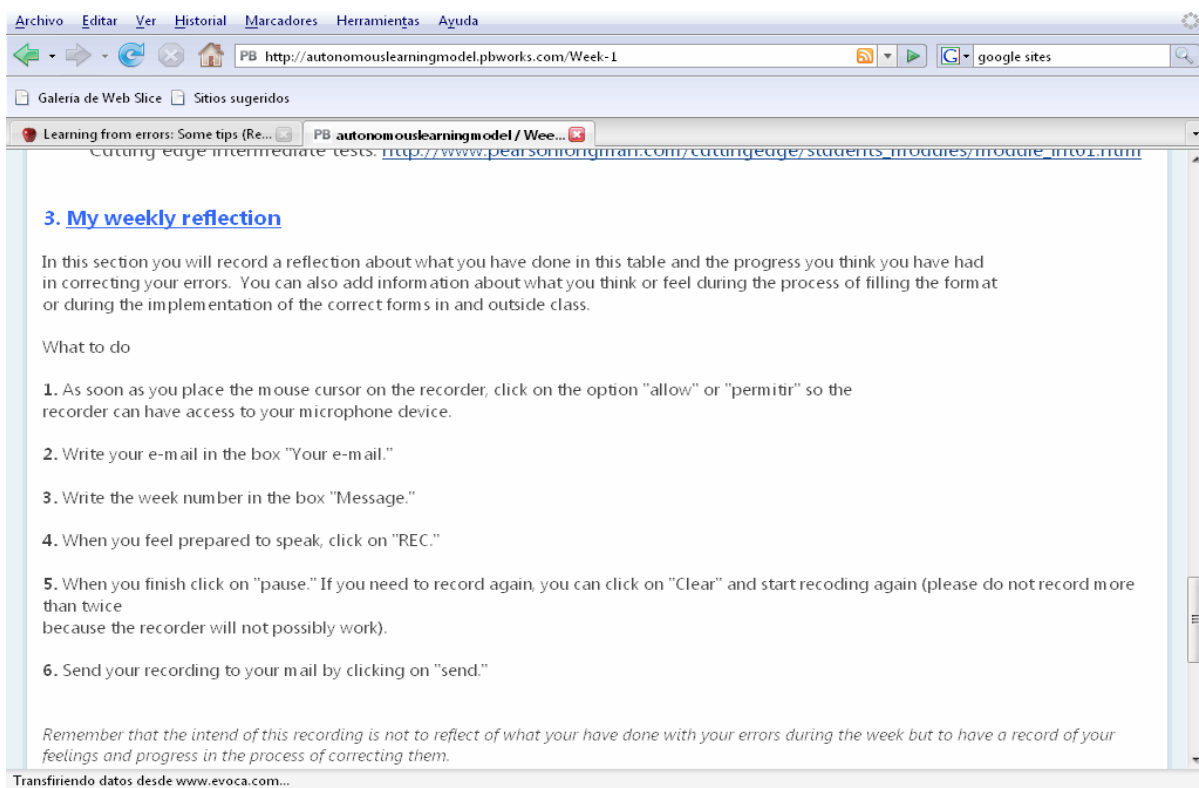 Archivo Editar Ver Historial Marcadores Herramientas Ayuda
PB http://autonomouslearningmodel.pbworks.com/Week-1 G google sites
Galería de Web Slice Sitios sugeridos
Learning from errors: Some tips (Re... PB autonomouslearningmodel / Wee...
Cutting edge intermediate tests: http://www.pearsonlongman.com/cuttingedge/students_modules/module_int01.html
3. My weekly reflection
In this section you will record a reflection about what you have done in this table and the progress you think you have had
in correcting your errors. You can also add information about what you think or feel during the process of filling the format
or during the implementation of the correct forms in and outside class.
What to do
1. As soon as you place the mouse cursor on the recorder, click on the option "allow" or "permitir" so the
recorder can have access to your microphone device.
2. Write your e-mail in the box "Your e-mail."
3. Write the week number in the box "Message."
4. When you feel prepared to speak, click on "REC."
5. When you finish click on "pause." If you need to record again, you can click on "Clear" and start recoding again (please do not record more
than twice
because the recorder will not possibly work).
6. Send your recording to your mail by clicking on "send."
Remember that the intend of this recording is not to reflect of what your have done with your errors during the week but to have a record of your
feelings and progress in the process of correcting them.
Transfiriendo datos desde www.evoca.com...